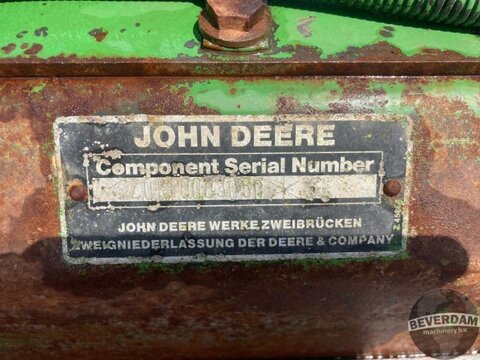 JOHN DEERE
Component Serial Number
JOHN DEERE WERKE ZWEIBRÜCKEN
ZWEIGNIEDERLASSUNG DER DEERE & COMPANY
BEVERDAM
machinery b.v.